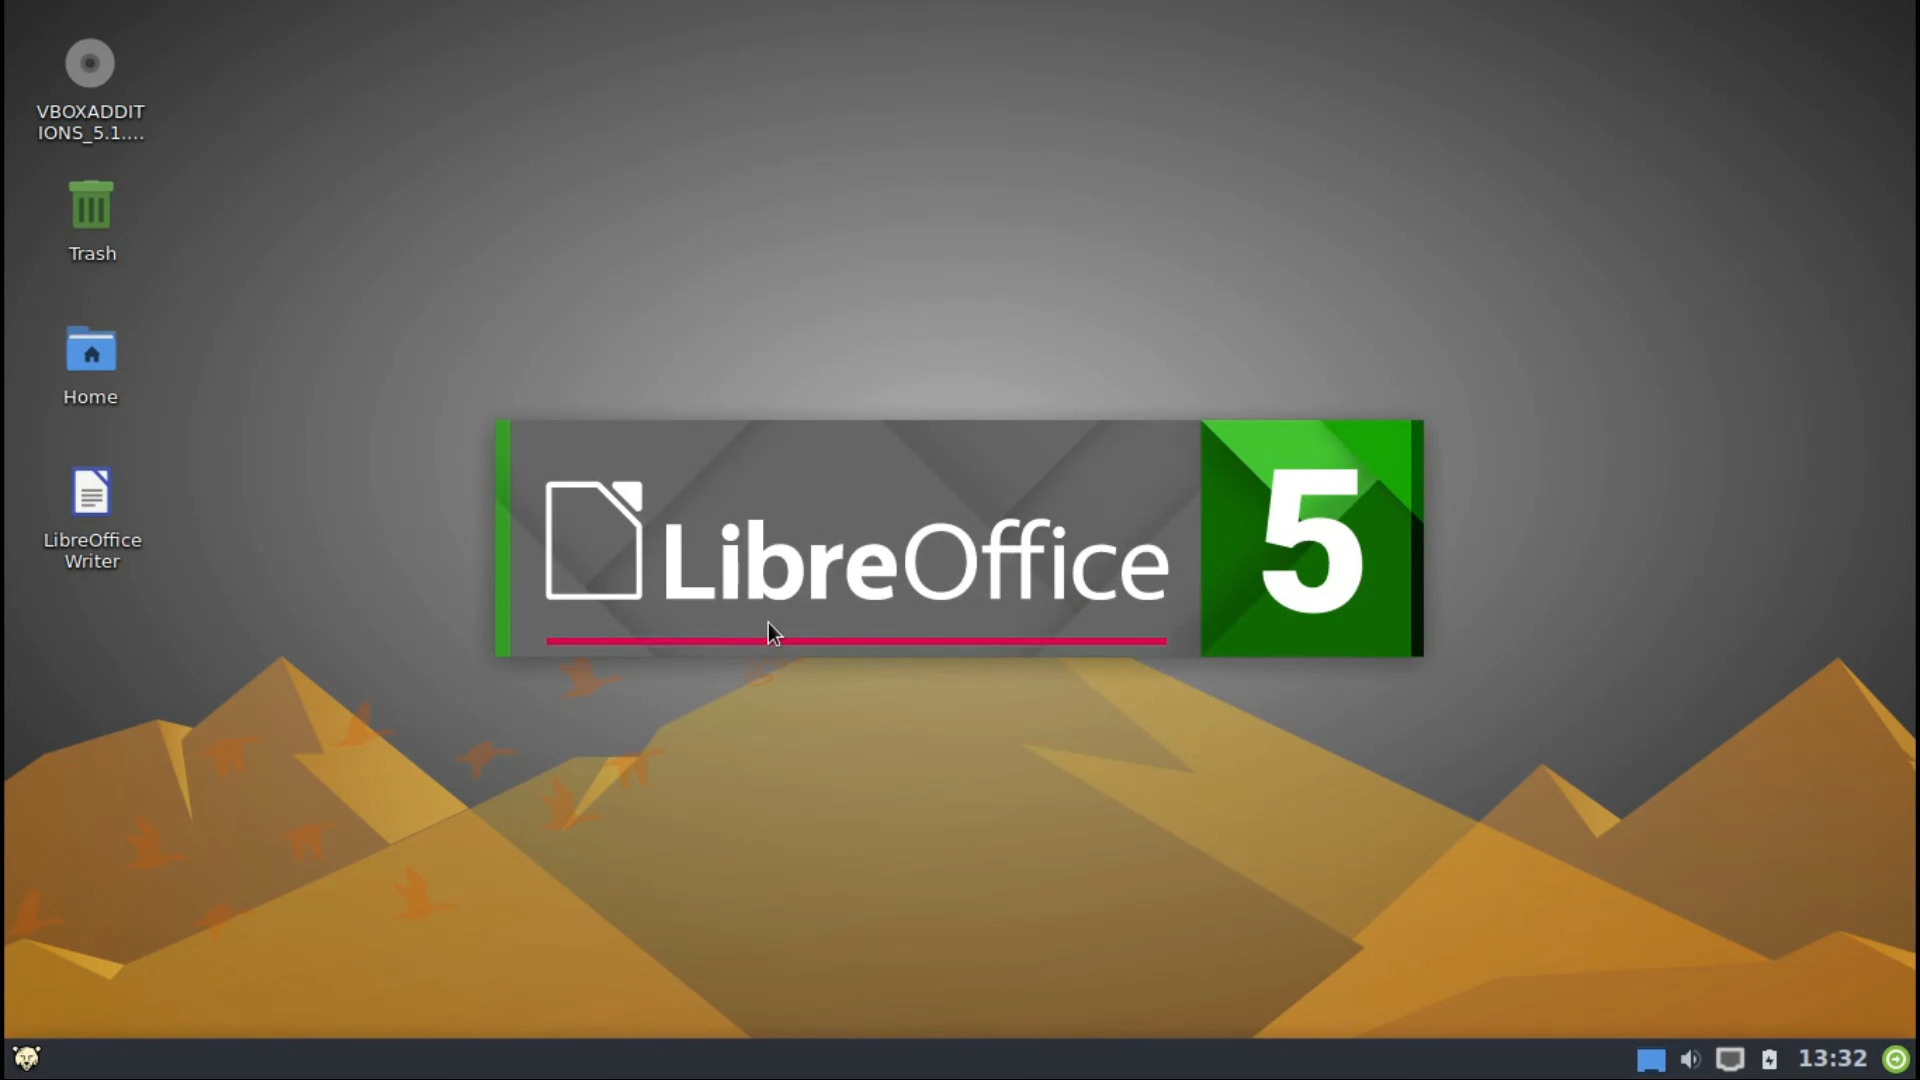 VBOXADDIT
IONS_5.1....
Trash
Home
LibreOffice
Writer
LibreOffice 5
13:32